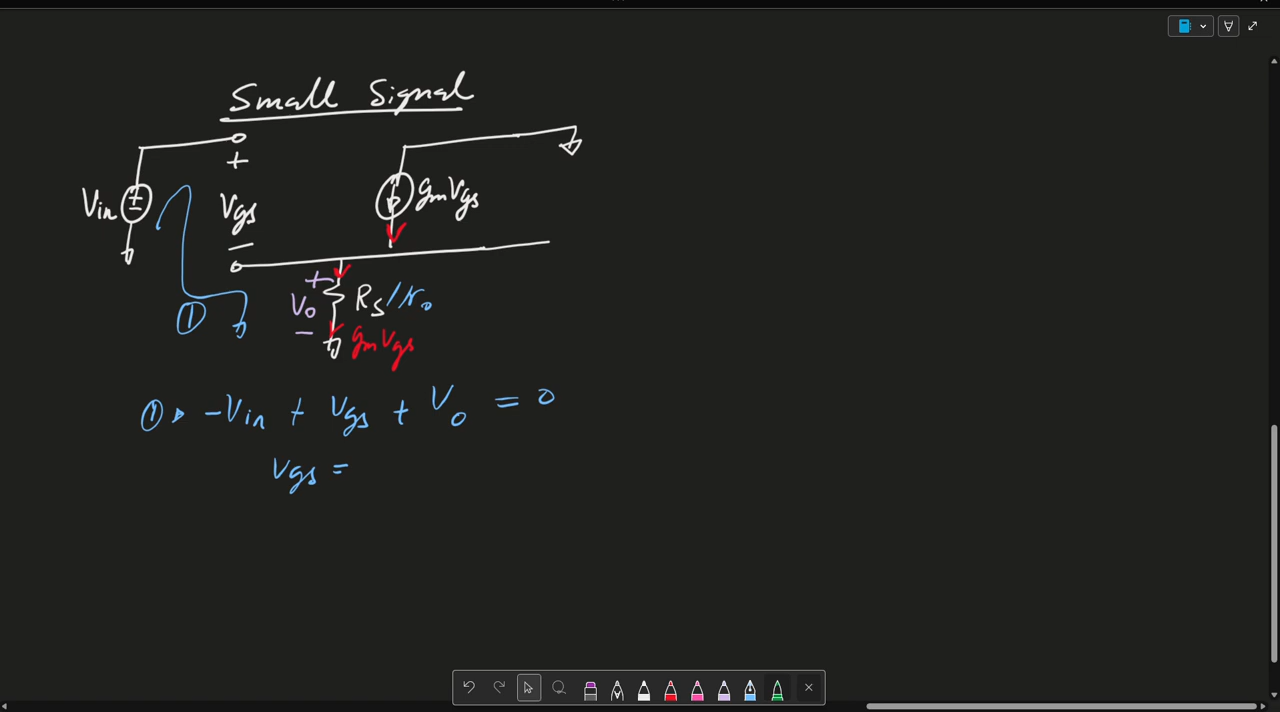 Small Signal
+
Vin
Vgs
gmVgs
−
+
Vo
Rs/ro
−
gmVgs
①
① -Vin + Vgs + Vo = 0
Vgs =